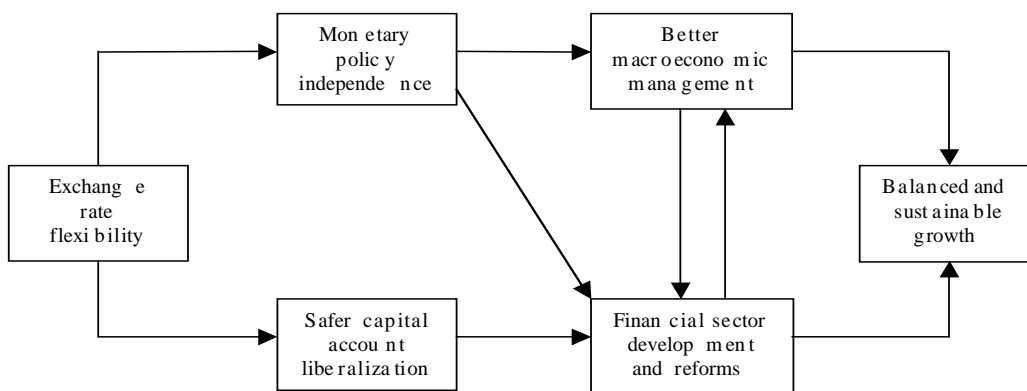 Monetary
policy
independence
Better
macroeconomic
management
Exchange
rate
flexibility
Balanced and
sustainable
growth
Safer capital
account
liberalization
Financial sector
development
and reforms